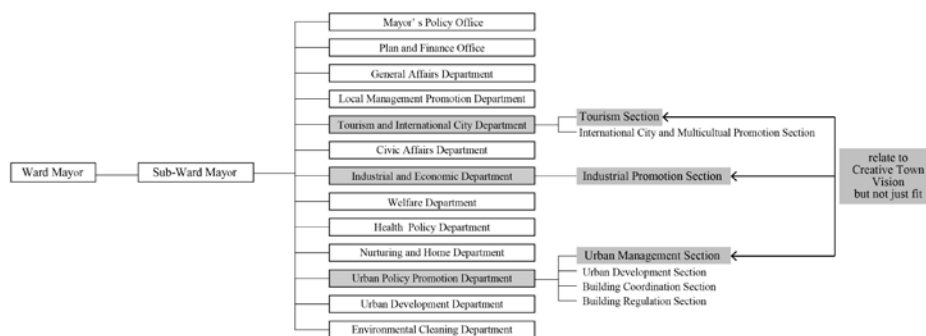 Mayor's Policy Office
Plan and Finance Office
General Affairs Department
Local Management Promotion Department
Tourism and International City Department
Civic Affairs Department
Industrial and Economic Department
Welfare Department
Health Policy Department
Nurturing and Home Department
Urban Policy Promotion Department
Urban Development Department
Environmental Cleaning Department
Ward Mayor
Sub-Ward Mayor
Tourism Section
International City and Multicultual Promotion Section
Industrial Promotion Section
Urban Management Section
Urban Development Section
Building Coordination Section
Building Regulation Section
relate to
Creative Town
Vision
but not just fit